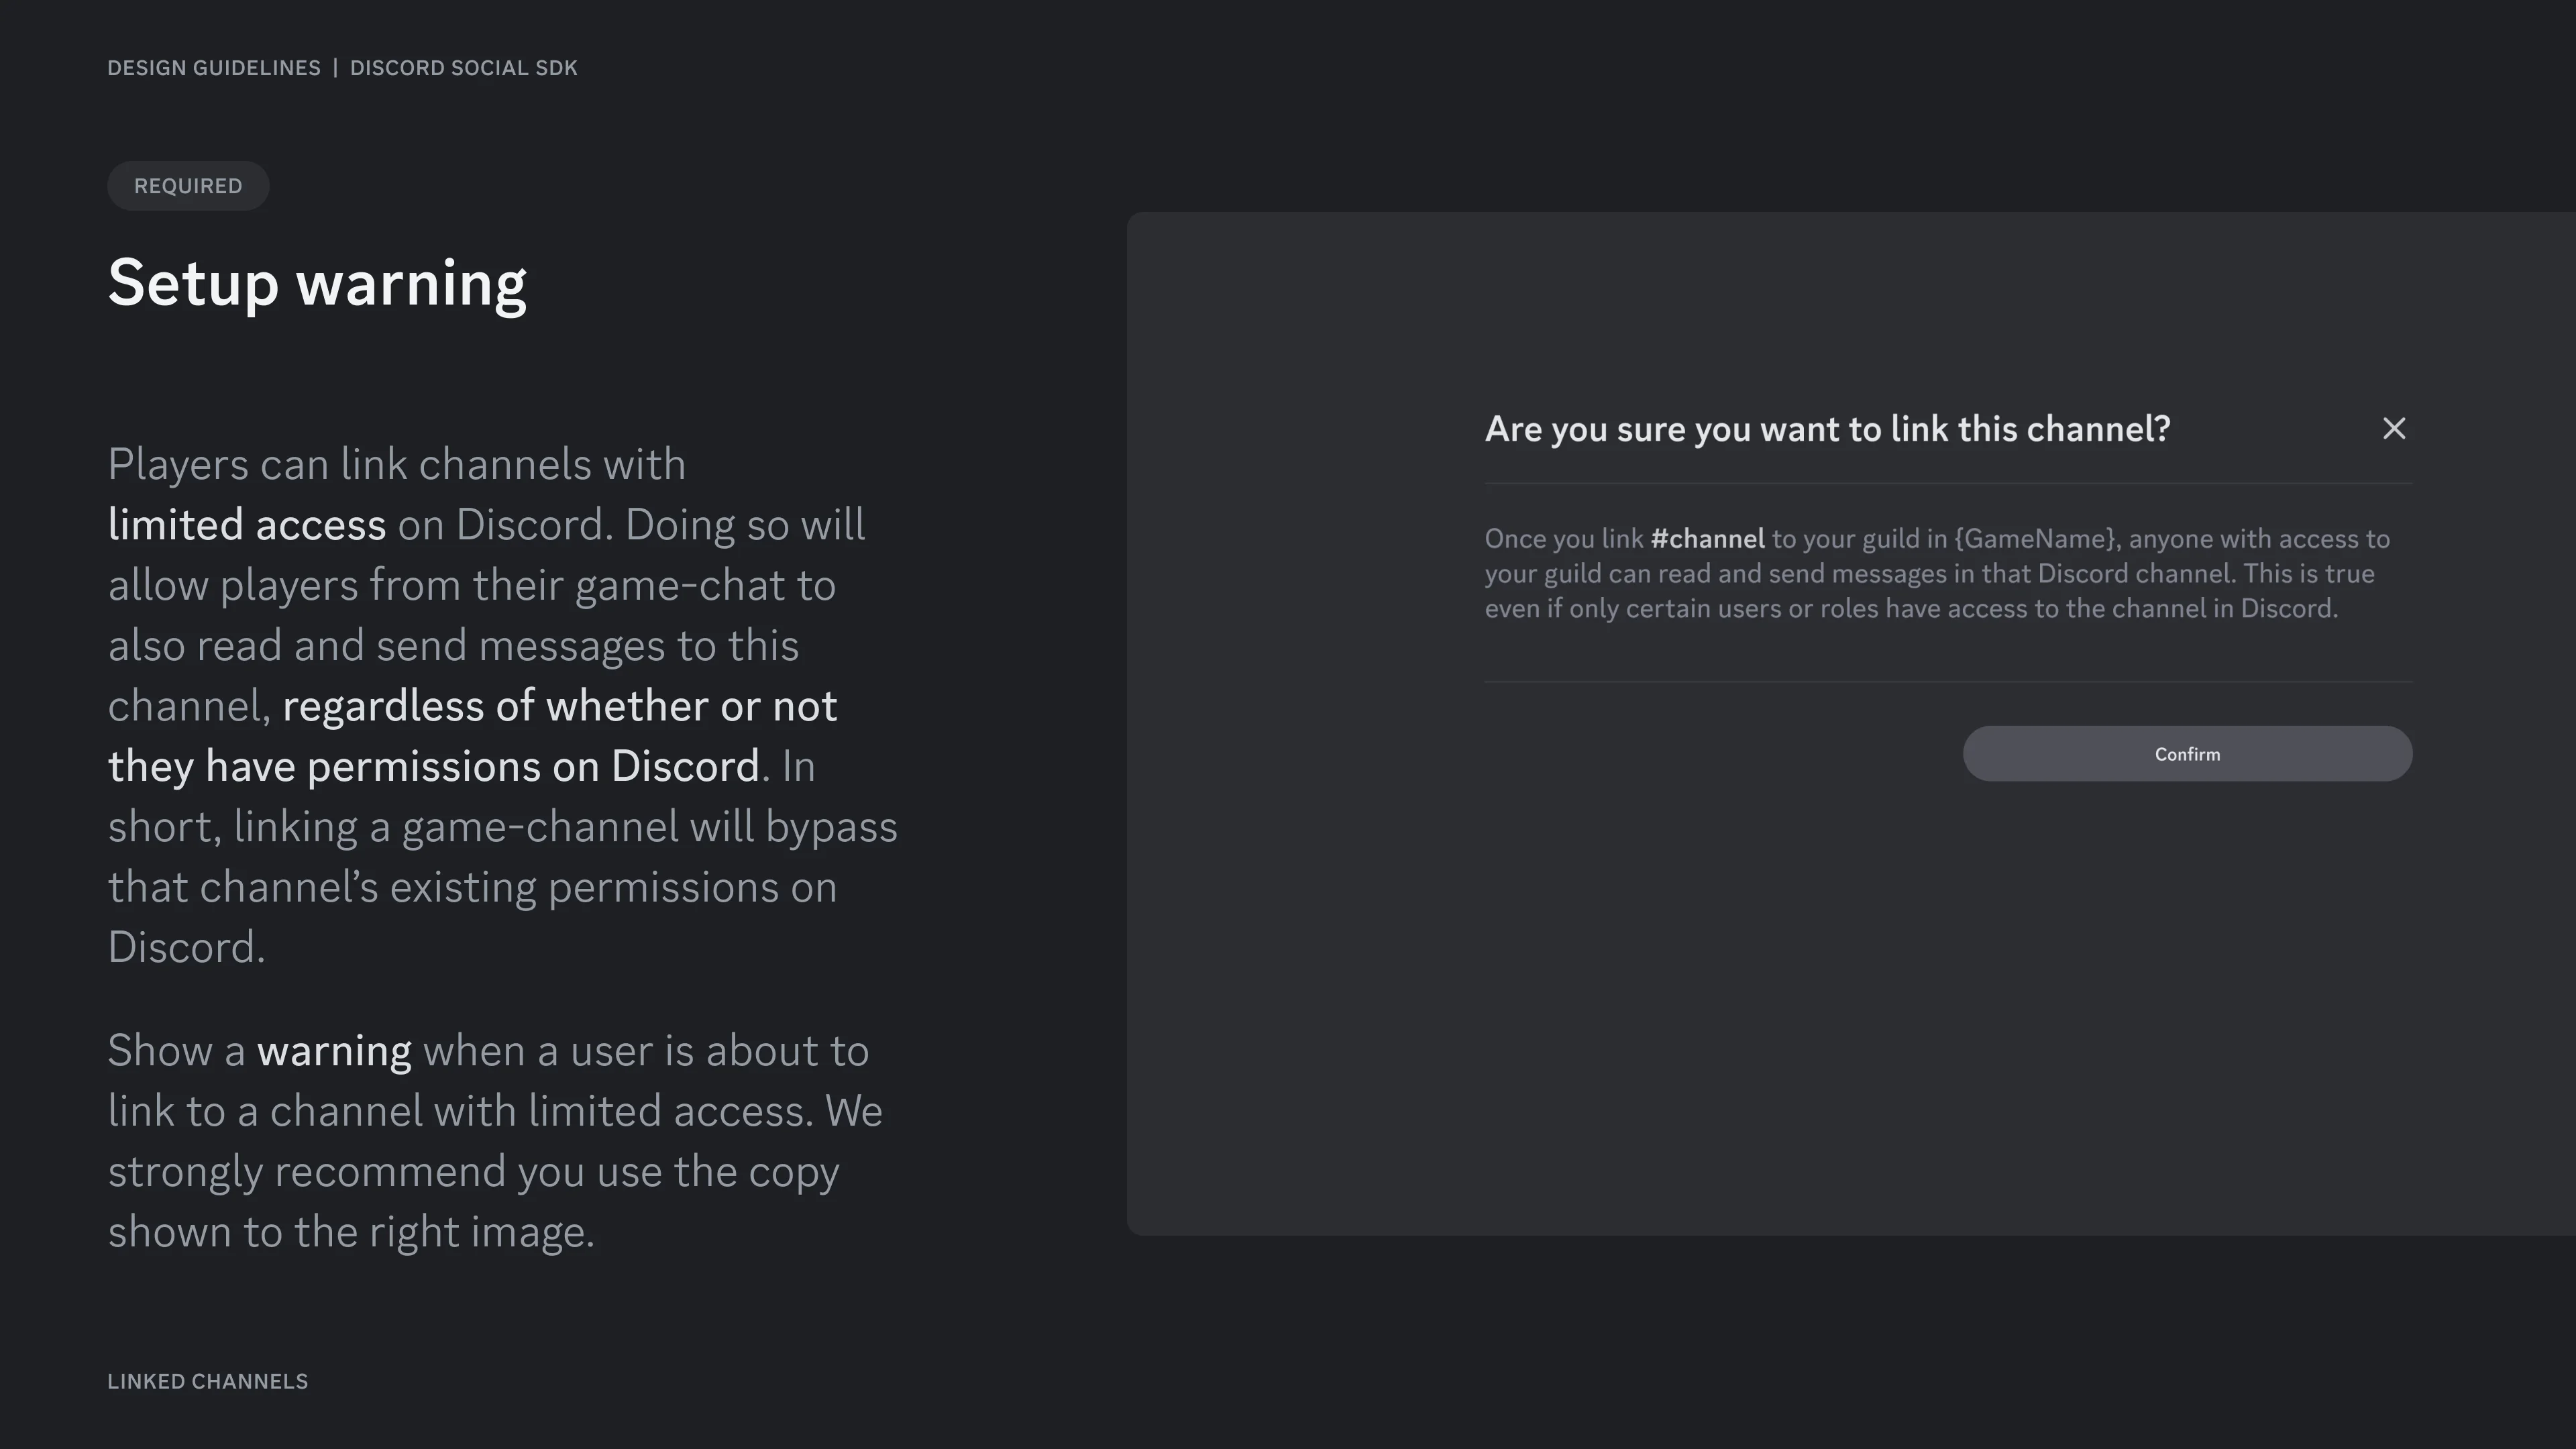 DESIGN GUIDELINES | DISCORD SOCIAL SDK
REQUIRED
Setup warning
Players can link channels with
limited access on Discord. Doing so will
allow players from their game-chat to
also read and send messages to this
channel, regardless of whether or not
they have permissions on Discord. In
short, linking a game-channel will bypass
that channel’s existing permissions on
Discord.
Show a warning when a user is about to
link to a channel with limited access. We
strongly recommend you use the copy
shown to the right image.
Are you sure you want to link this channel?
Once you link #channel to your guild in {GameName}, anyone with access to
your guild can read and send messages in that Discord channel. This is true
even if only certain users or roles have access to the channel in Discord.
Confirm
LINKED CHANNELS